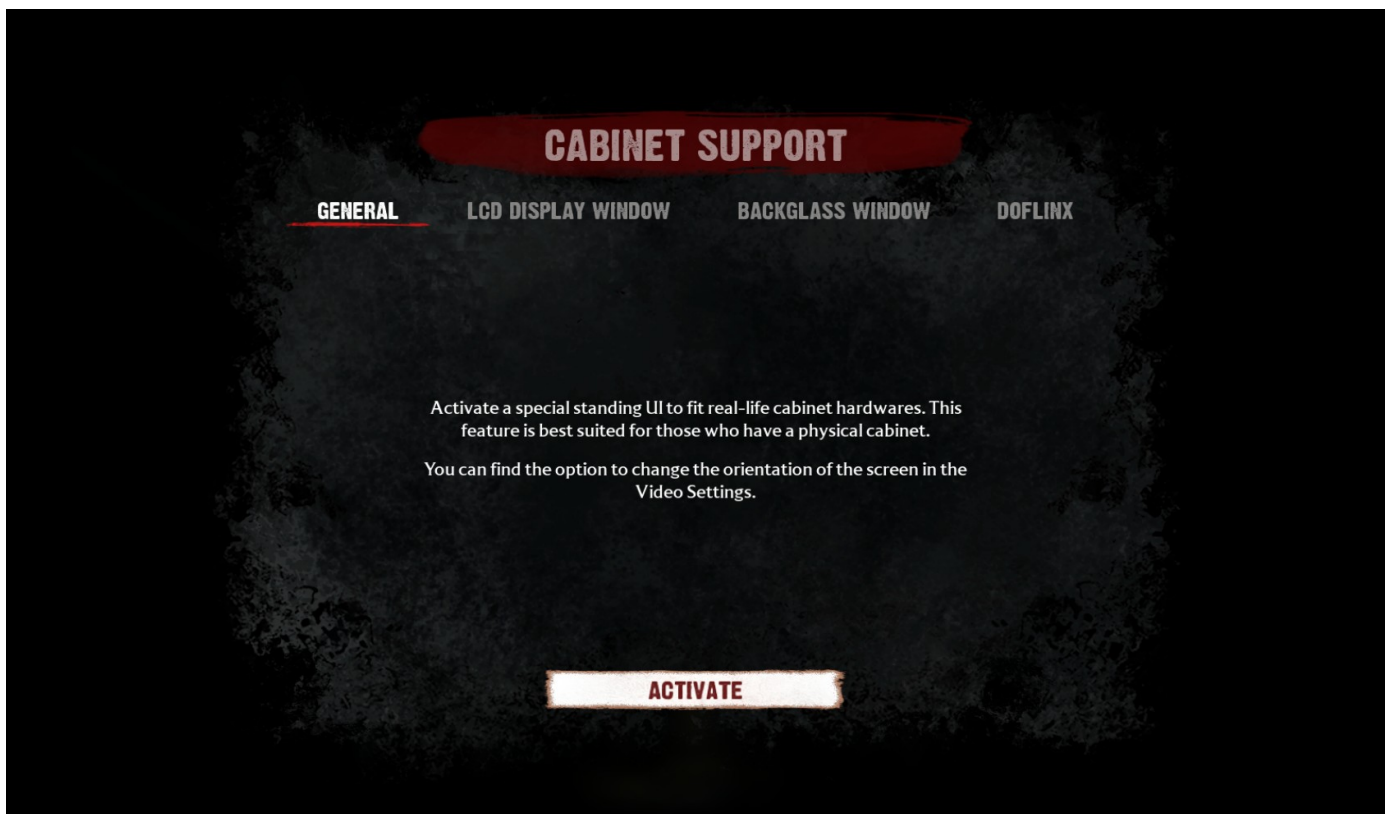 CABINET SUPPORT
GENERAL LCD DISPLAY WINDOW BACKGLASS WINDOW DOFLINX
Activate a special standing UI to fit real-life cabinet hardwares. This
feature is best suited for those who have a physical cabinet.
You can find the option to change the orientation of the screen in the
Video Settings.
ACTIVATE